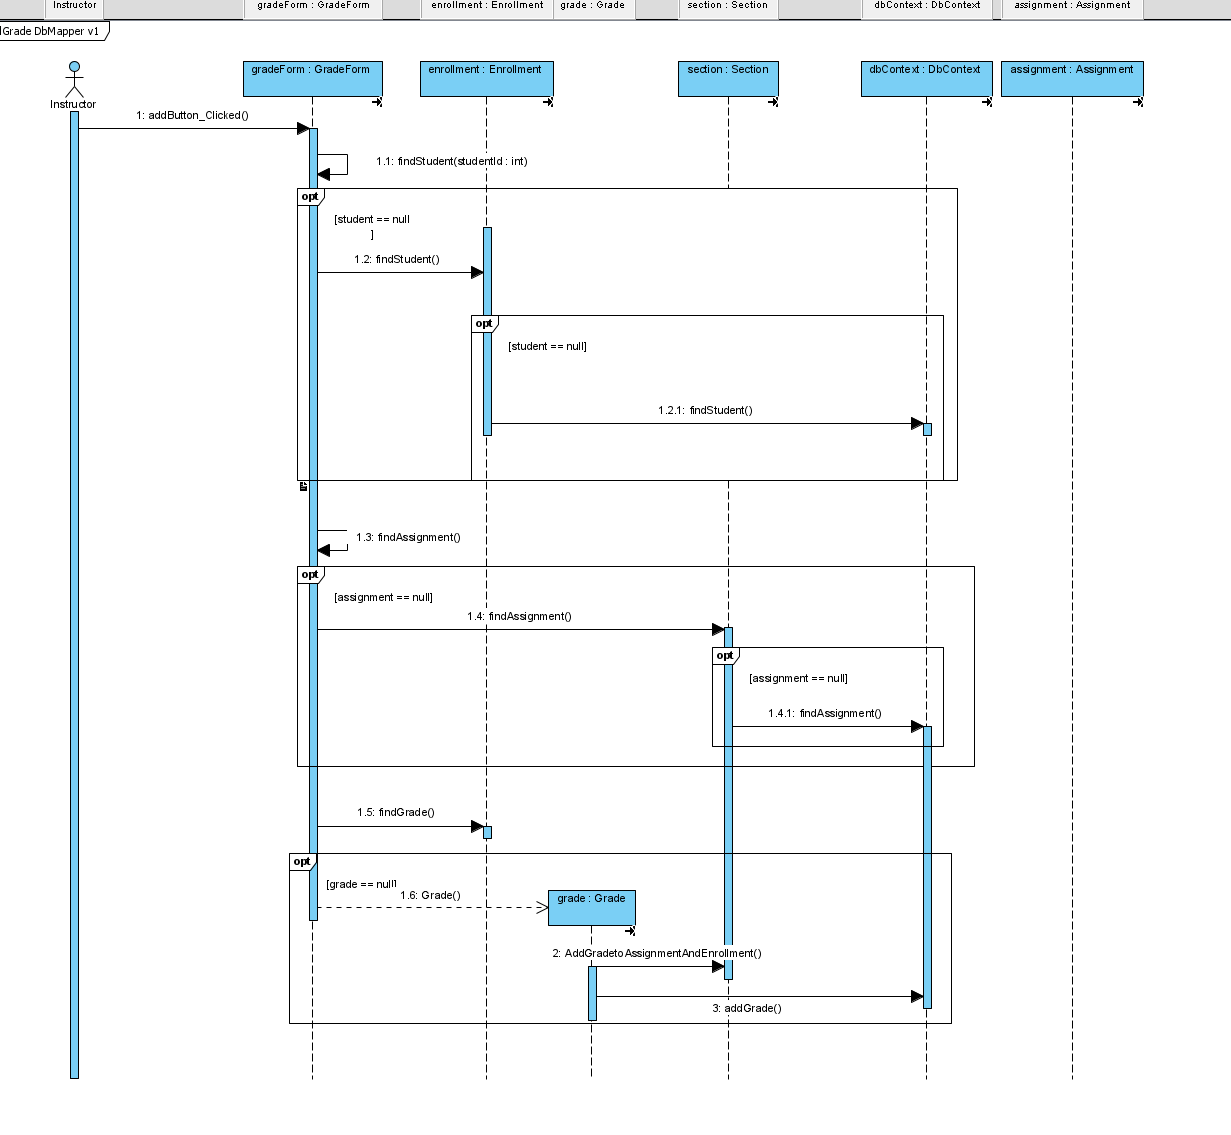 Instructor
gradeForm : GradeForm
enrollment : Enrollment
grade : Grade
section : Section
dbContext : DbContext
assignment : Assignment
Grade DbMapper v1
gradeForm : GradeForm
enrollment : Enrollment
section : Section
dbContext : DbContext
assignment : Assignment
Instructor
1: addButton_Clicked()
1.1: findStudent(studentId : int)
opt
[student == null
]
1.2: findStudent()
opt
[student == null]
1.2.1: findStudent()
1.3: findAssignment()
opt
[assignment == null]
1.4: findAssignment()
opt
[assignment == null]
1.4.1: findAssignment()
1.5: findGrade()
opt
[grade == null]
1.6: Grade()
grade : Grade
2: AddGradetoAssignmentAndEnrollment()
3: addGrade()